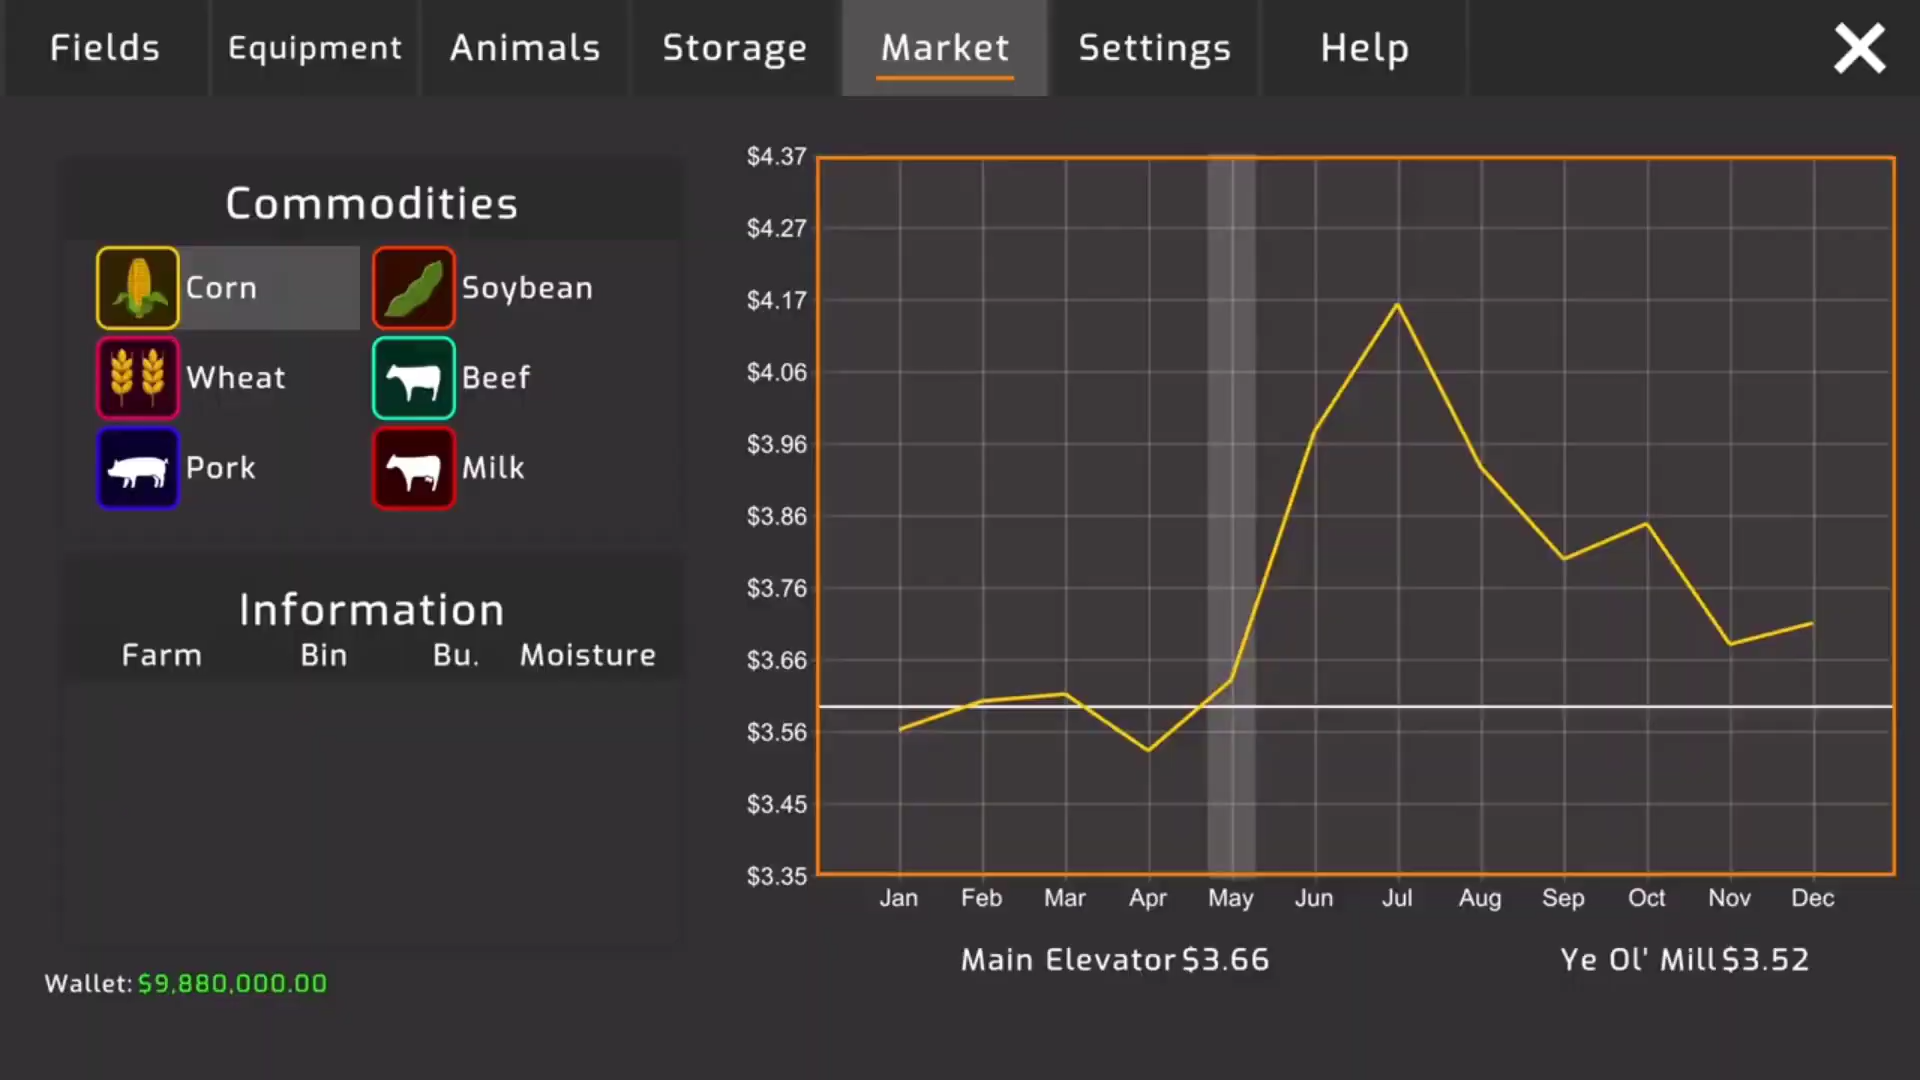 Fields Equipment Animals Storage Market Settings Help
Commodities
Corn Soybean
Wheat Beef
Pork Milk
Information
Farm Bin Bu. Moisture
Wallet: $9,880,000.00
$4.37
$4.27
$4.17
$4.06
$3.96
$3.86
$3.76
$3.66
$3.56
$3.45
$3.35
Jan Feb Mar Apr May Jun Jul Aug Sep Oct Nov Dec
Main Elevator $3.66 Ye Ol' Mill $3.52